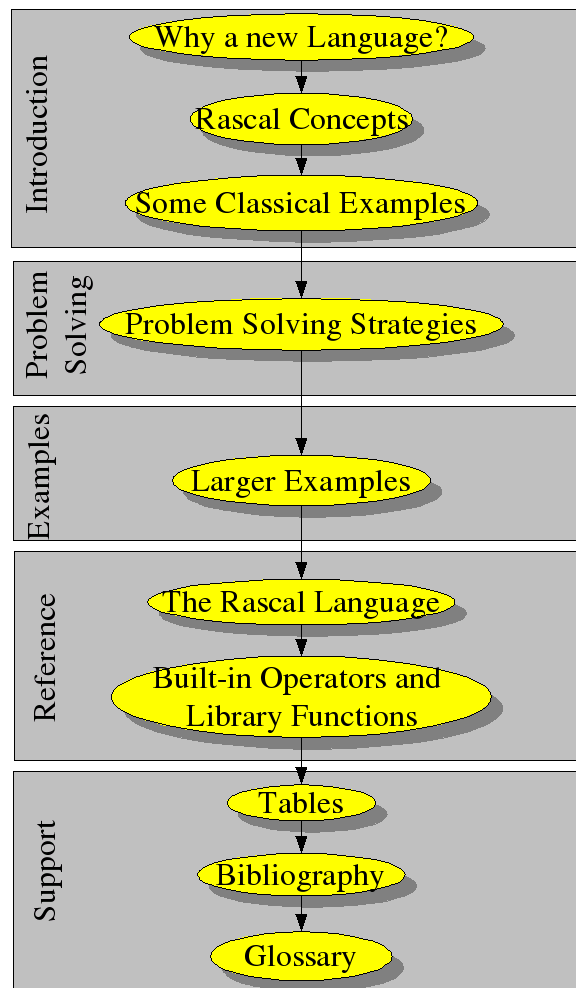 Introduction
Why a new Language?
Rascal Concepts
Some Classical Examples
Problem
Solving
Problem Solving Strategies
Examples
Larger Examples
Reference
The Rascal Language
Built-in Operators and
Library Functions
Support
Tables
Bibliography
Glossary